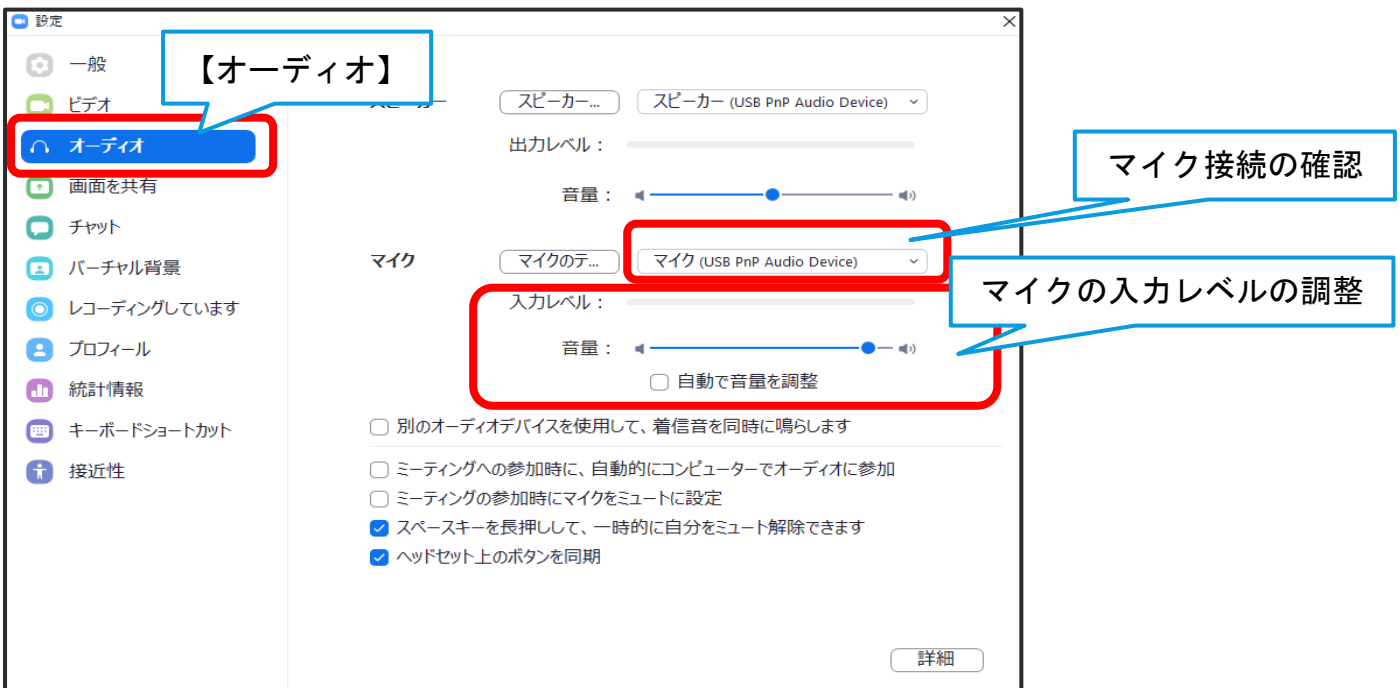 設定
一般
【オーディオ】
ビデオ
オーディオ
画面を共有
チャット
バーチャル背景
レコーディングしています
プロフィール
統計情報
キーボードショートカット
接近性
スピーカー... スピーカー (USB PnP Audio Device)
出力レベル：
音量：
マイク接続の確認
マイク マイクのテ... マイク (USB PnP Audio Device)
マイクの入力レベルの調整
入力レベル：
音量：
自動で音量を調整
別のオーディオデバイスを使用して、着信音を同時に鳴らします
ミーティングへの参加時に、自動的にコンピューターでオーディオに参加
ミーティングの参加時にマイクをミュートに設定
スペースキーを長押しして、一時的に自分をミュート解除できます
ヘッドセット上のボタンを同期
詳細